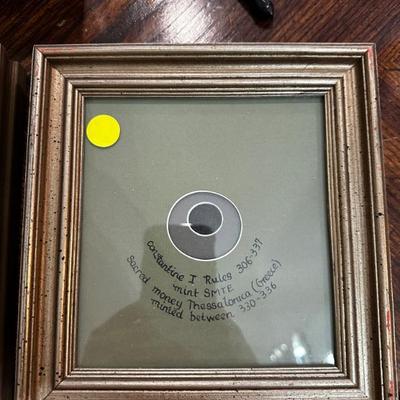 Constantine I Rules 306-337
mint SMTE
Sacred money Thessalonica (Greece)
minted between 330-336